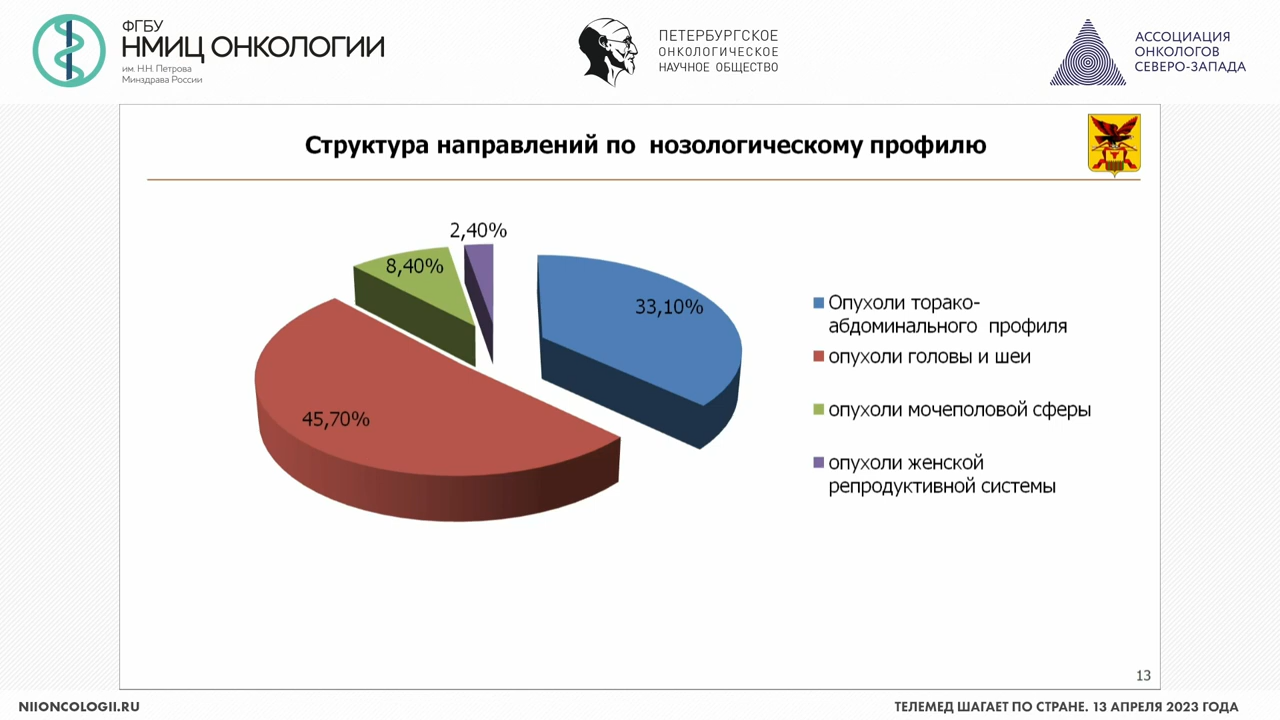 ФГБУ
НМИЦ ОНКОЛОГИИ
им. Н.Н. Петрова
Минздрава России
ПЕТЕРБУРГСКОЕ
ОНКОЛОГИЧЕСКОЕ
НАУЧНОЕ ОБЩЕСТВО
АССОЦИАЦИЯ
ОНКОЛОГОВ
СЕВЕРО-ЗАПАДА
Структура направлений по нозологическому профилю
2,40%
8,40%
33,10%
45,70%
Опухоли торако-
абдоминального профиля
опухоли головы и шеи
опухоли мочеполовой сферы
опухоли женской
репродуктивной системы
13
NIIONCOLOGII.RU
ТЕЛЕМЕД ШАГАЕТ ПО СТРАНЕ. 13 АПРЕЛЯ 2023 ГОДА